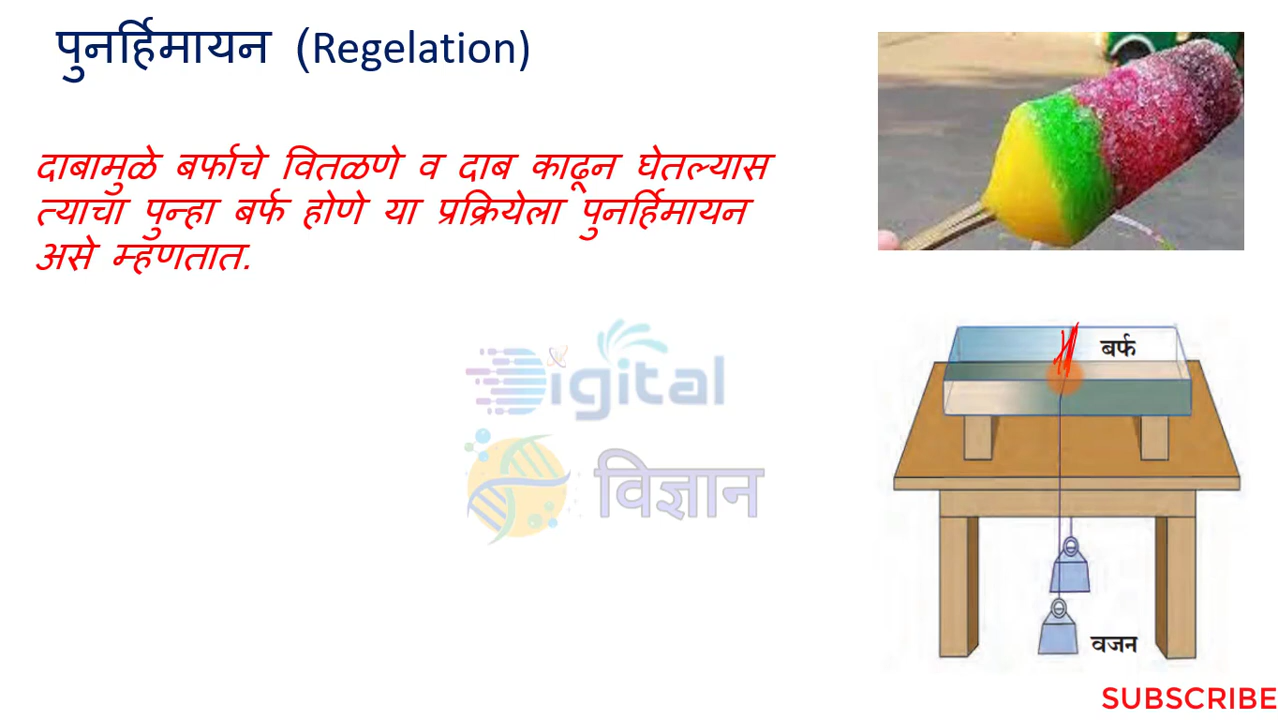 पुनर्हिमायन (Regelation)
दाबामुळे बर्फाचे वितळणे व दाब काढून घेतल्यास
त्याचा पुन्हा बर्फ होणे या प्रक्रियेला पुनर्हिमायन
असे म्हणतात.
बर्फ
Digital
विज्ञान
वजन
SUBSCRIBE